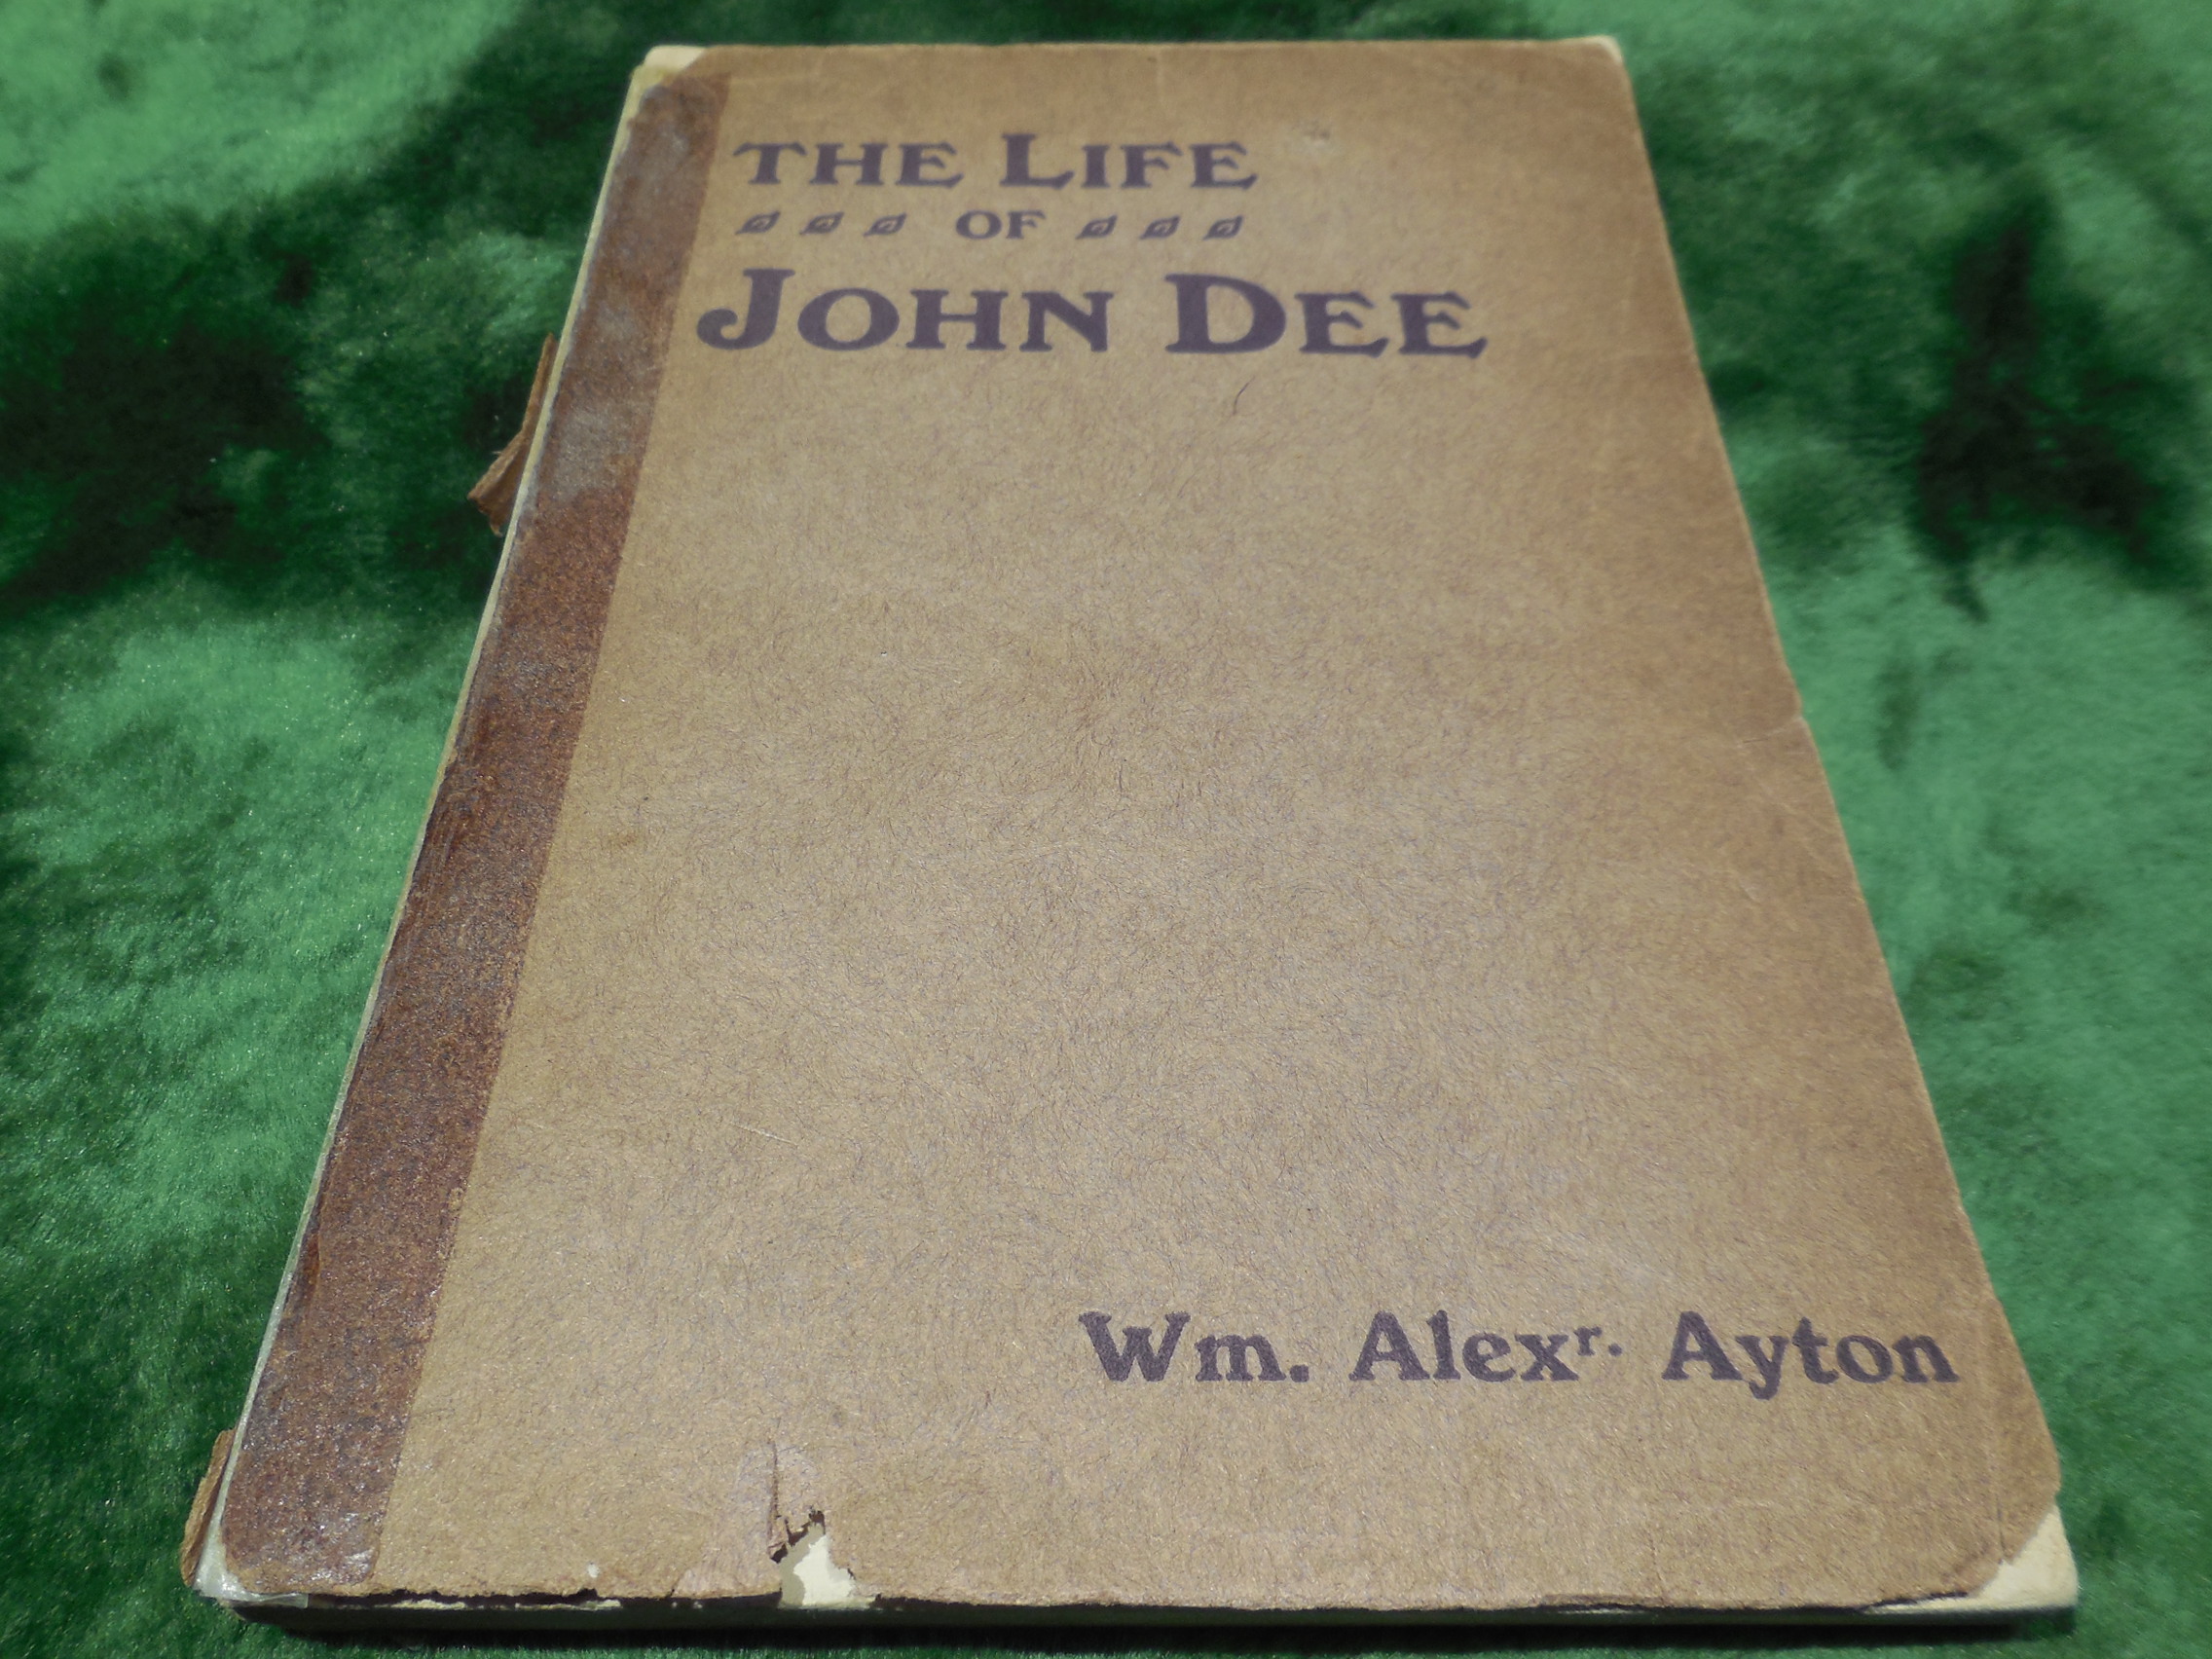 THE LIFE
OF
JOHN DEE
Wm. Alexr. Ayton